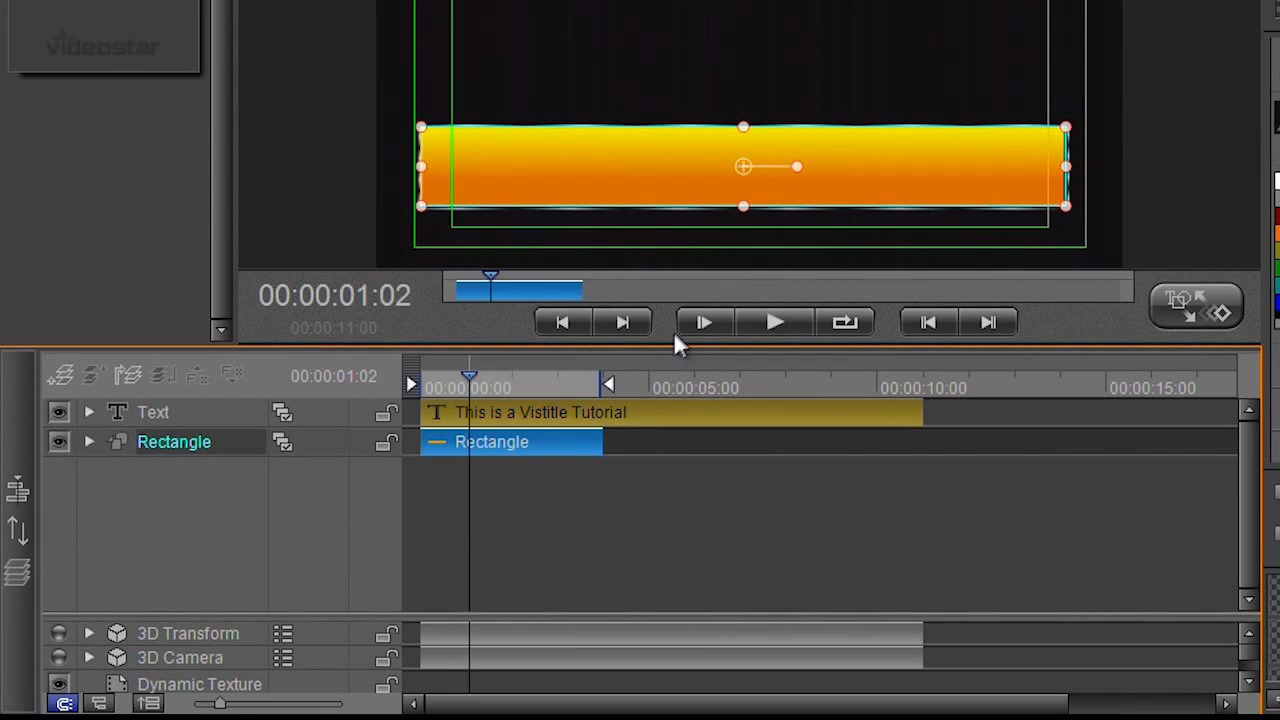 videostar
00:00:01:02
00:00:11:00
00:00:01:02
00:00:00:00
00:00:05:00
00:00:10:00
00:00:15:00
Text
T This is a Vistitle Tutorial
Rectangle
Rectangle
3D Transform
3D Camera
Dynamic Texture